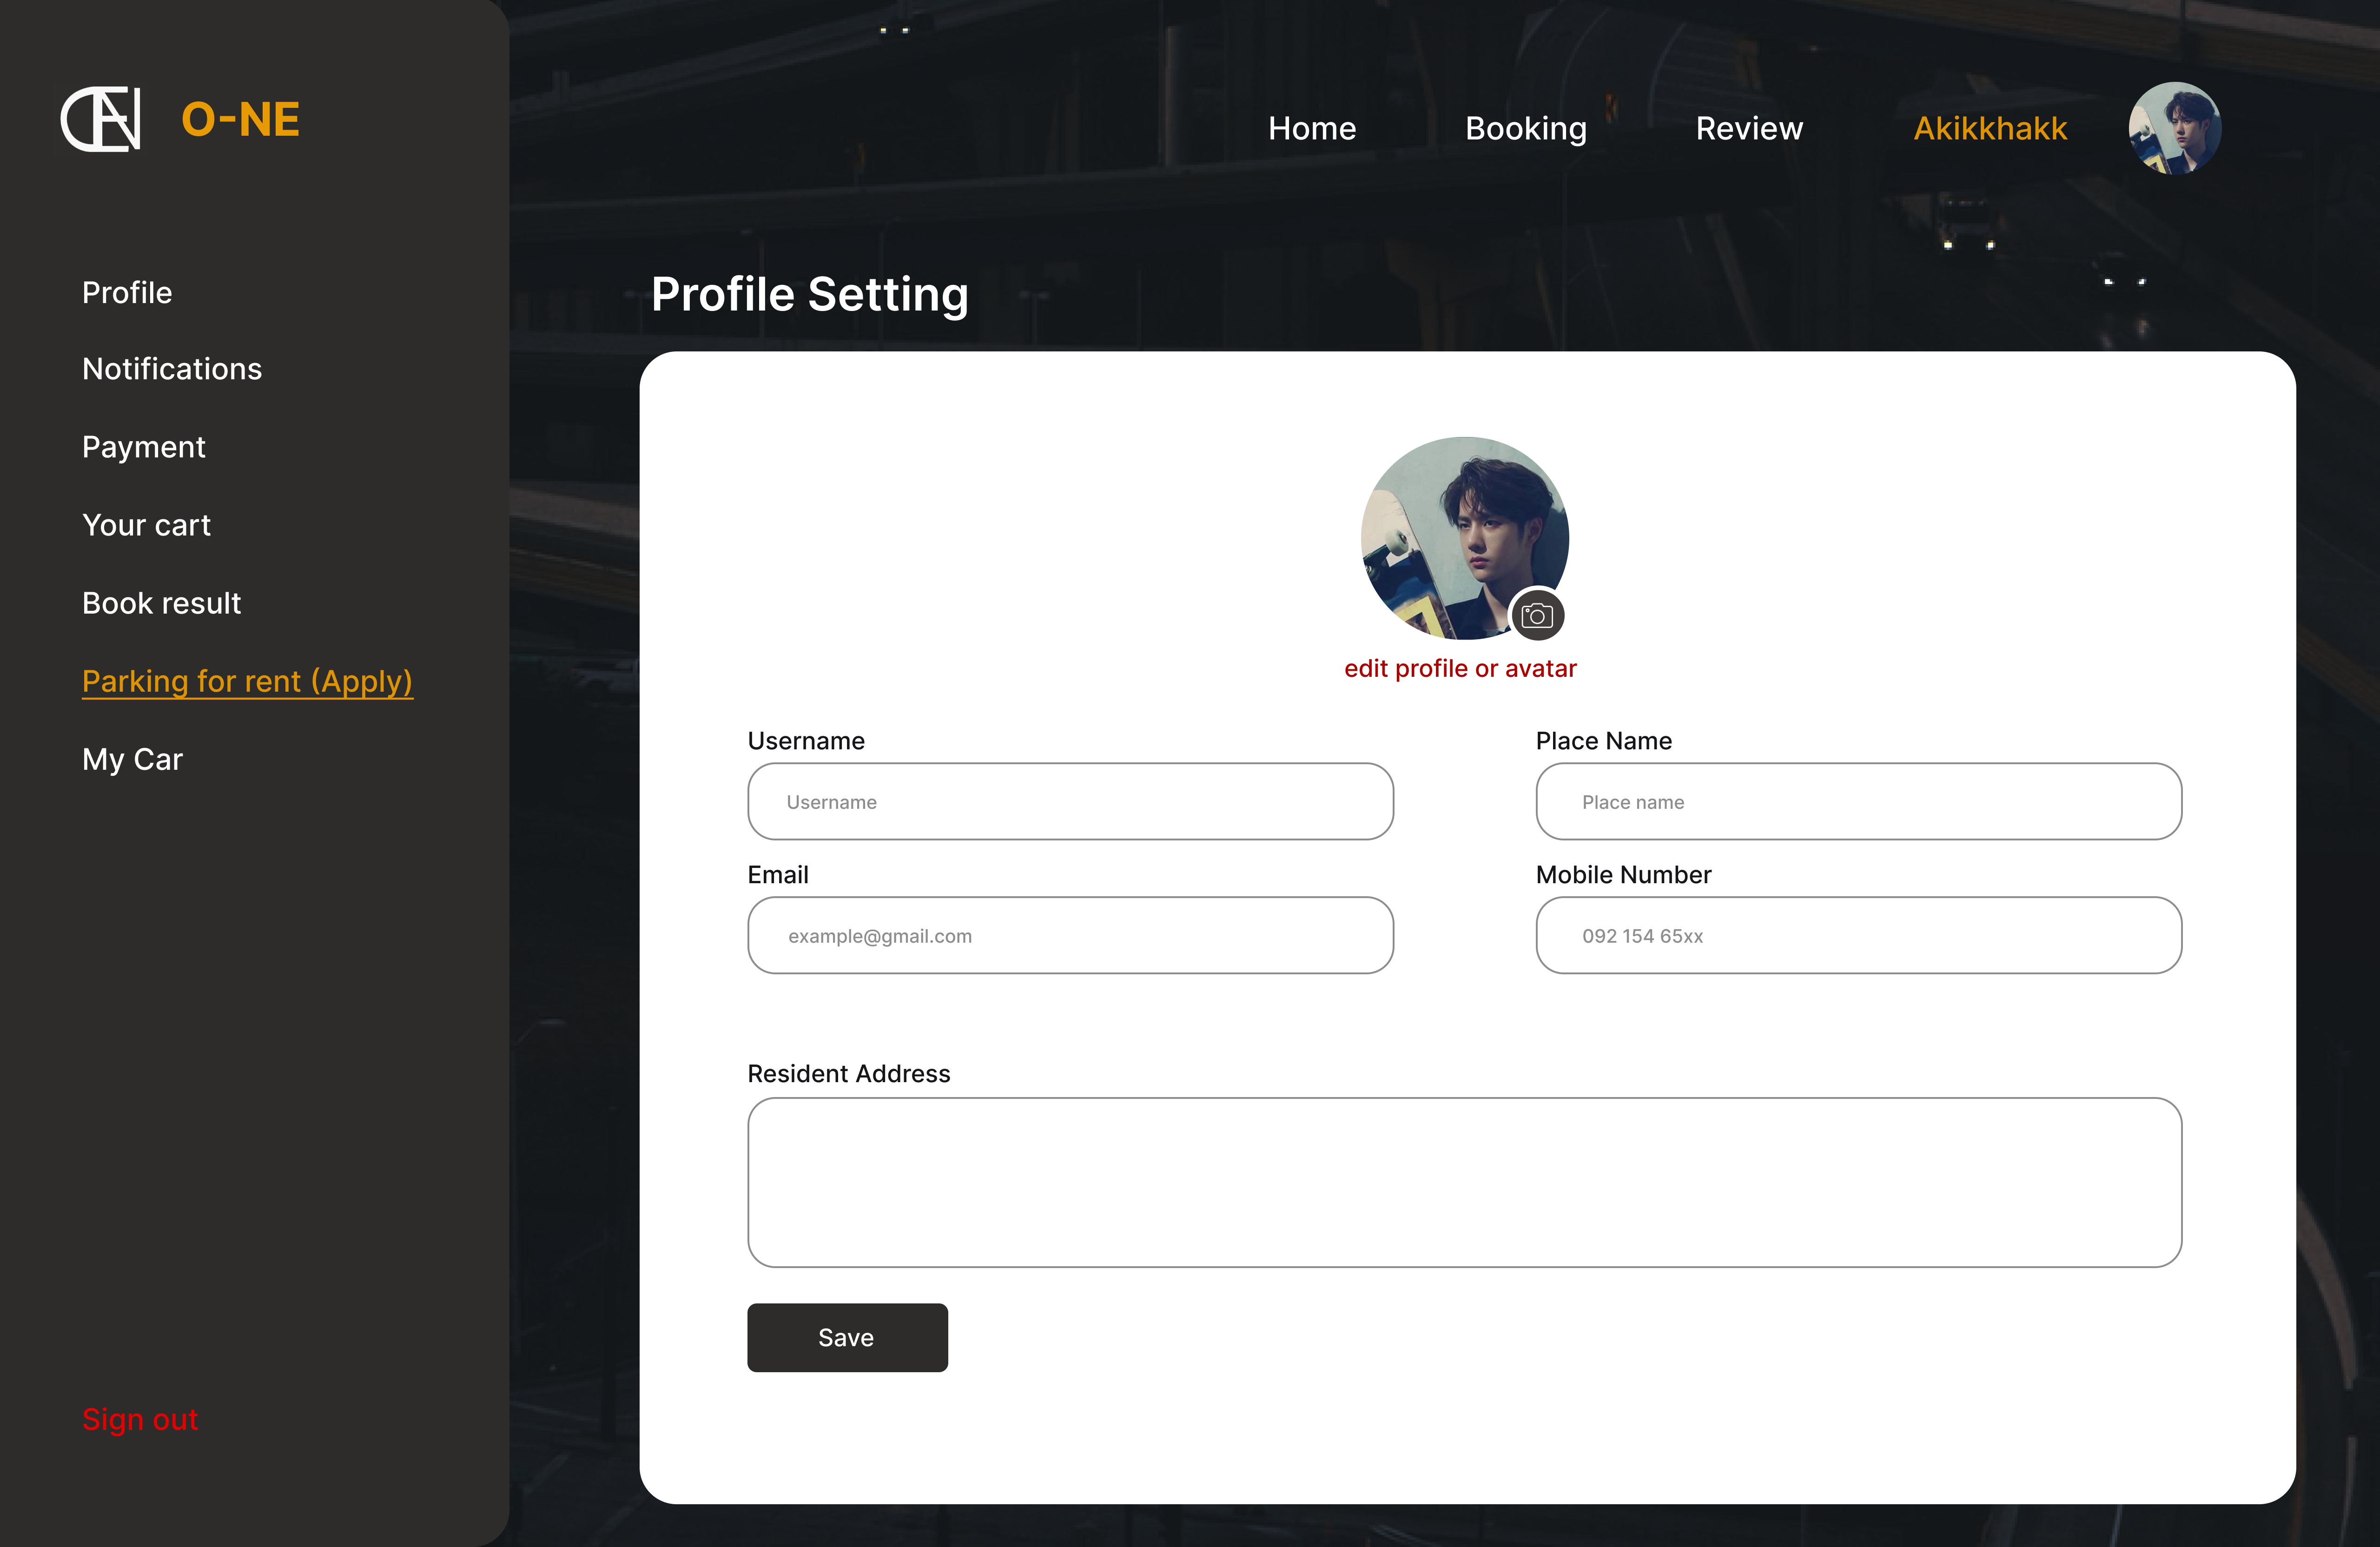 O-NE
Home
Booking
Review
Akikkhakk
Profile
Notifications
Payment
Your cart
Book result
Parking for rent (Apply)
My Car
Sign out
Profile Setting
edit profile or avatar
Username
Username
Place Name
Place name
Email
example@gmail.com
Mobile Number
092 154 65xx
Resident Address
Save